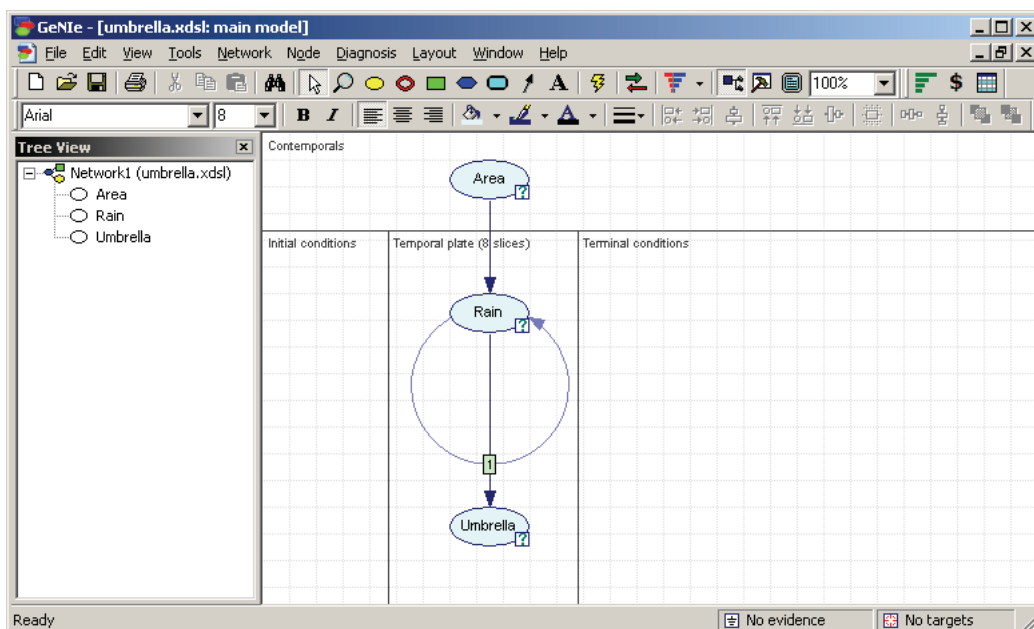 GeNIe - [umbrella.xdsl: main model]
File Edit View Tools Network Node Diagnosis Layout Window Help
A 100% $
Arial 8 B I A
Tree View
Network1 (umbrella.xdsl)
Area
Rain
Umbrella
Contemporals
Area
?
Initial conditions Temporal plate (8 slices) Terminal conditions
Rain
?
1
Umbrella
?
Ready No evidence No targets